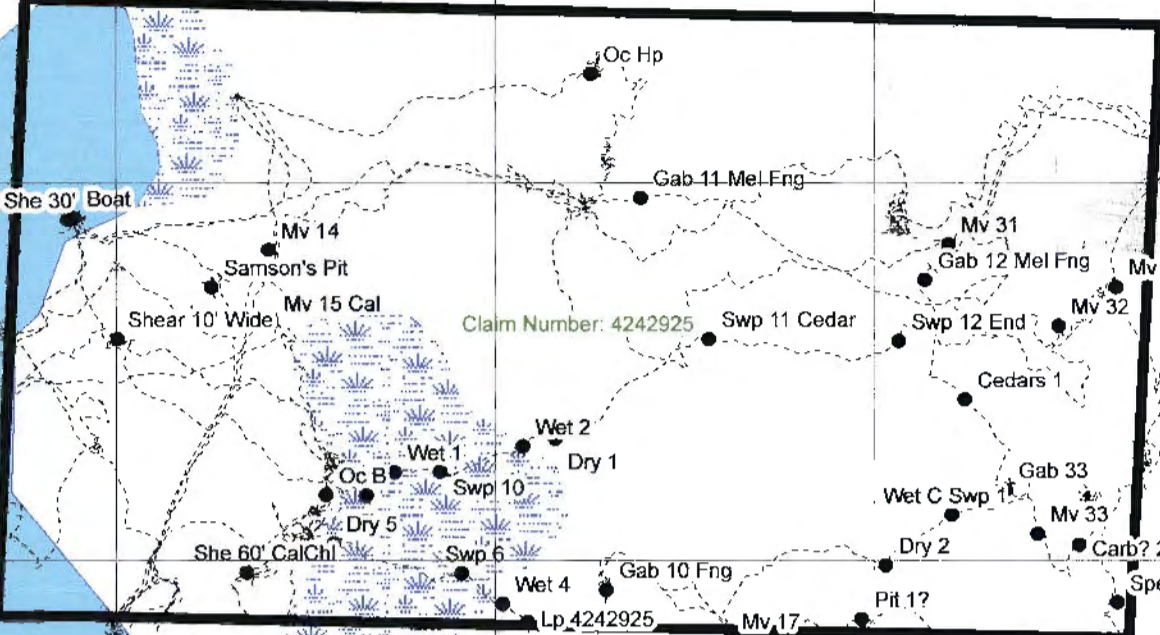 Oc Hp
Gab 11 Mel Fng
She 30' Boat
Mv 14
Mv 31
Samson's Pit
Gab 12 Mel Fng
Mv
Mv 15 Cal
Mv 32
Shear 10' Wide
Claim Number: 4242925
Swp 11 Cedar
Swp 12 End
Cedars 1
Wet 2
Wet 1
Dry 1
Oc B
Swp 10
Gab 33
Wet C Swp 1
Dry 5
Mv 33
She 60' CalChl
Swp 6
Dry 2
Carb? 2
Gab 10 Fng
Wet 4
Spe
Pit 1?
Lp 4242925
Mv 17